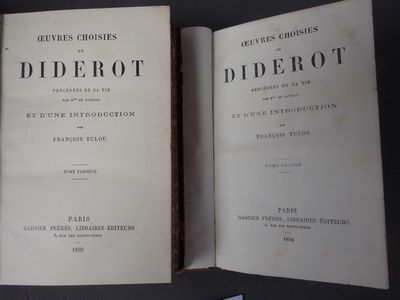 ŒUVRES CHOISIES
DE
DIDEROT
PRÉCÉDÉES DE SA VIE
PAR Mme DE VANDEUL
ET D'UNE INTRODUCTION
PAR
FRANÇOIS TULOU
TOME PREMIER
PARIS
GARNIER FRÈRES, LIBRAIRES-ÉDITEURS
6, RUE DES SAINTS-PÈRES
ŒUVRES CHOISIES
DE
DIDEROT
PRÉCÉDÉES DE SA VIE
PAR Mme DE VANDEUL
ET D'UNE INTRODUCTION
PAR
FRANÇOIS TULOU
TOME SECOND
PARIS
GARNIER FRÈRES, LIBRAIRES-ÉDITEURS
6, RUE DES SAINTS-PÈRES